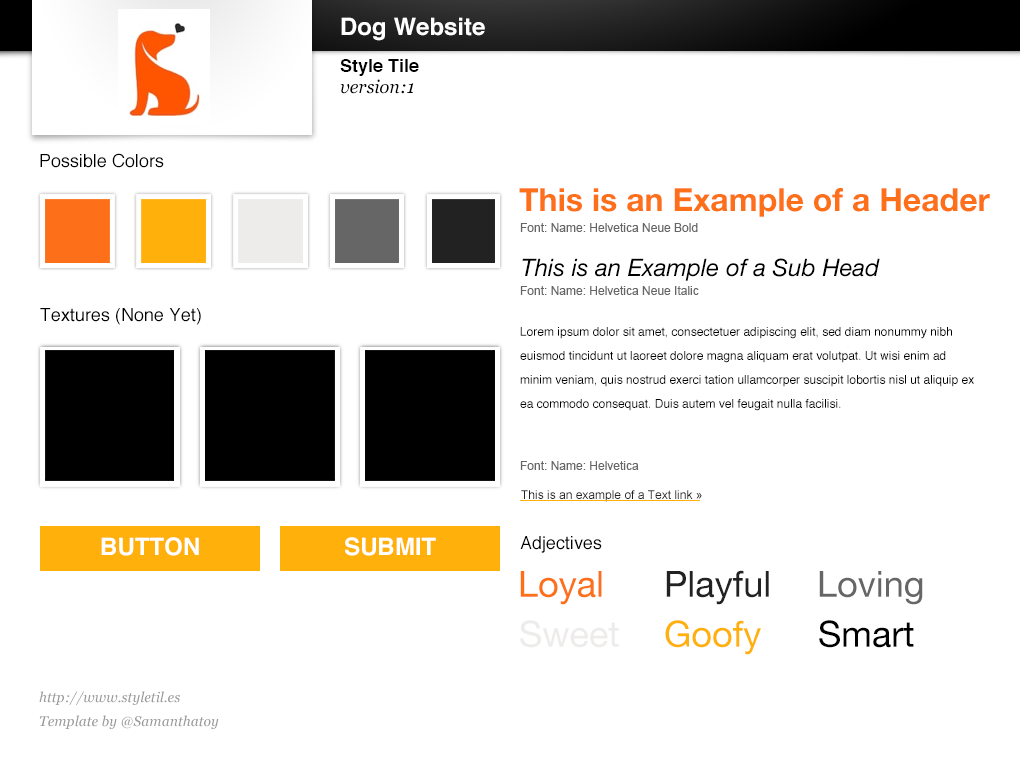 Dog Website
Style Tile
version:1
Possible Colors
This is an Example of a Header
Font: Name: Helvetica Neue Bold
This is an Example of a Sub Head
Font: Name: Helvetica Neue Italic
Textures (None Yet)
Lorem ipsum dolor sit amet, consectetuer adipiscing elit, sed diam nonummy nibh
euismod tincidunt ut laoreet dolore magna aliquam erat volutpat. Ut wisi enim ad
minim veniam, quis nostrud exerci tation ullamcorper suscipit lobortis nisl ut aliquip ex
ea commodo consequat. Duis autem vel feugait nulla facilisi.
Font: Name: Helvetica
This is an example of a Text link »
BUTTON
SUBMIT
Adjectives
Loyal Playful Loving
Sweet Goofy Smart
http://www.styletil.es
Template by @Samanthatoy